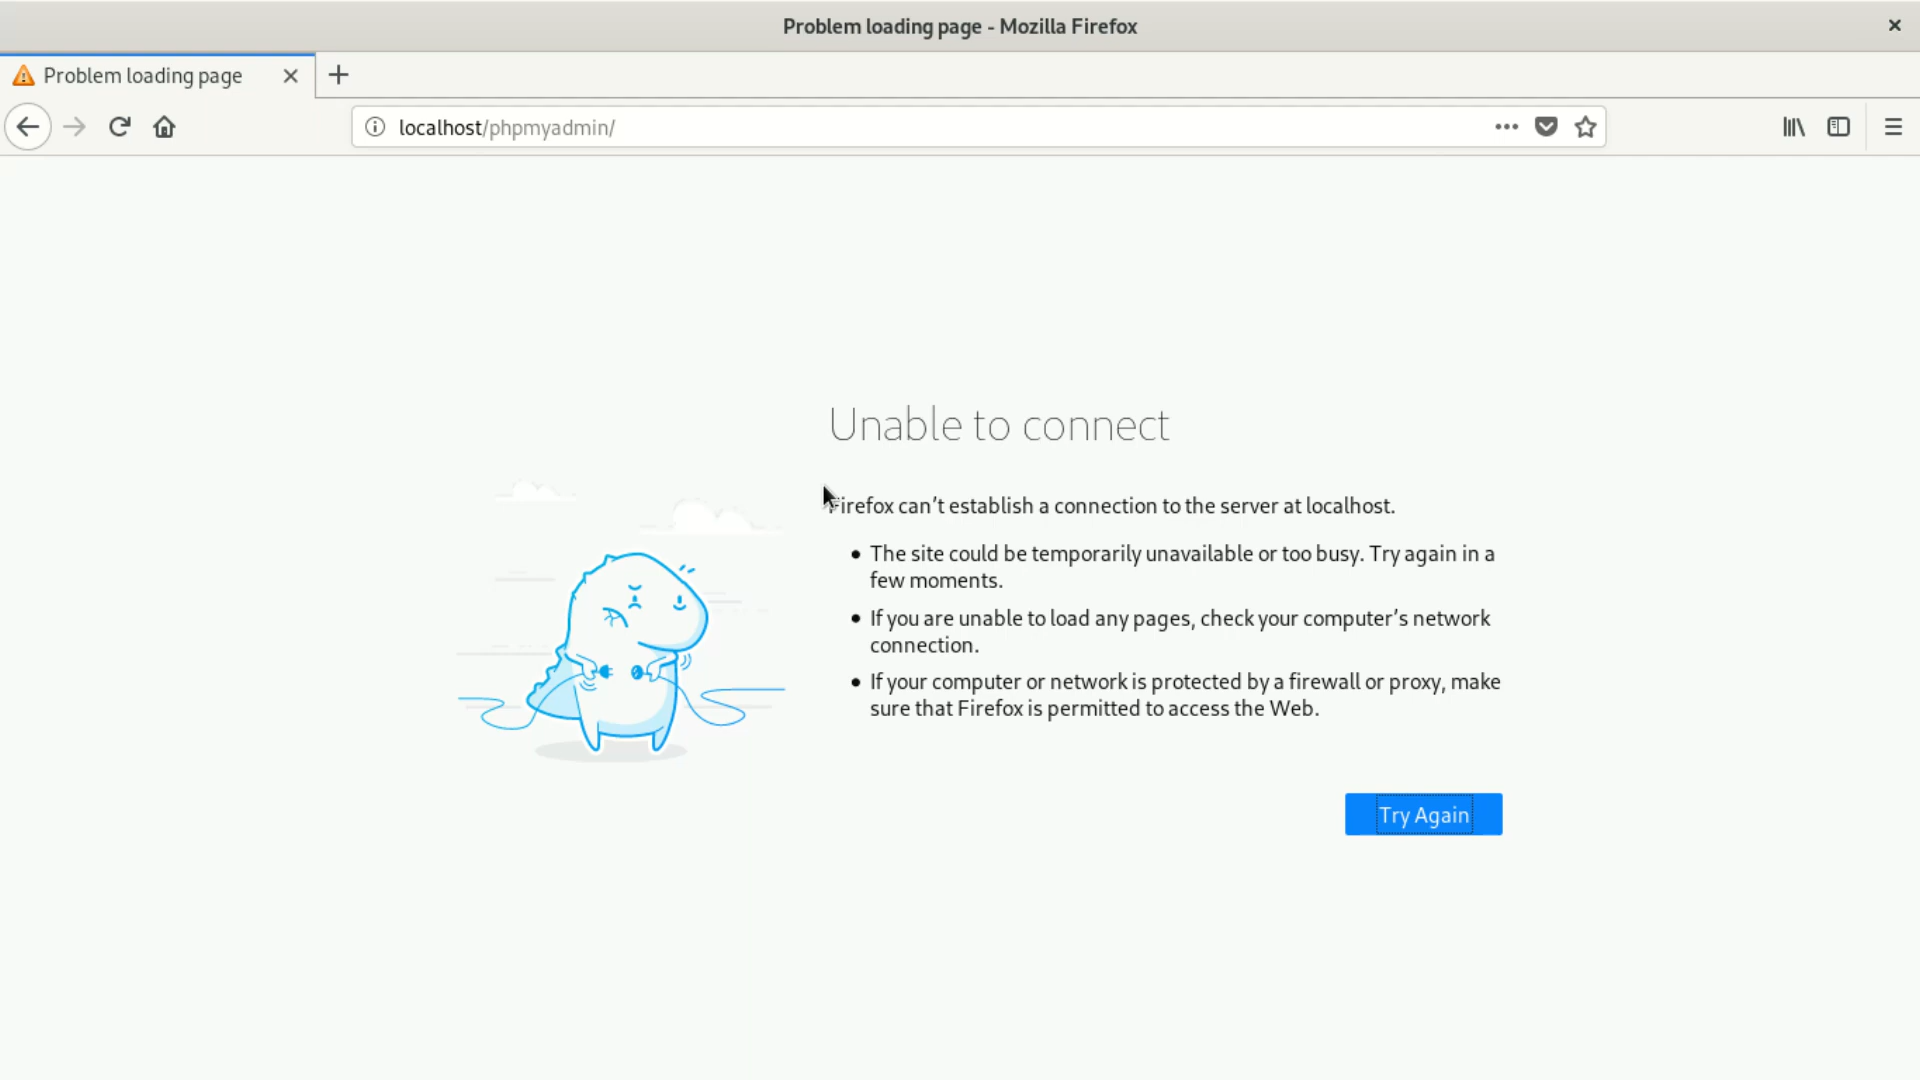 Problem loading page - Mozilla Firefox
Problem loading page
localhost/phpmyadmin/
Unable to connect
Firefox can’t establish a connection to the server at localhost.
The site could be temporarily unavailable or too busy. Try again in a
few moments.
If you are unable to load any pages, check your computer’s network
connection.
If your computer or network is protected by a firewall or proxy, make
sure that Firefox is permitted to access the Web.
Try Again